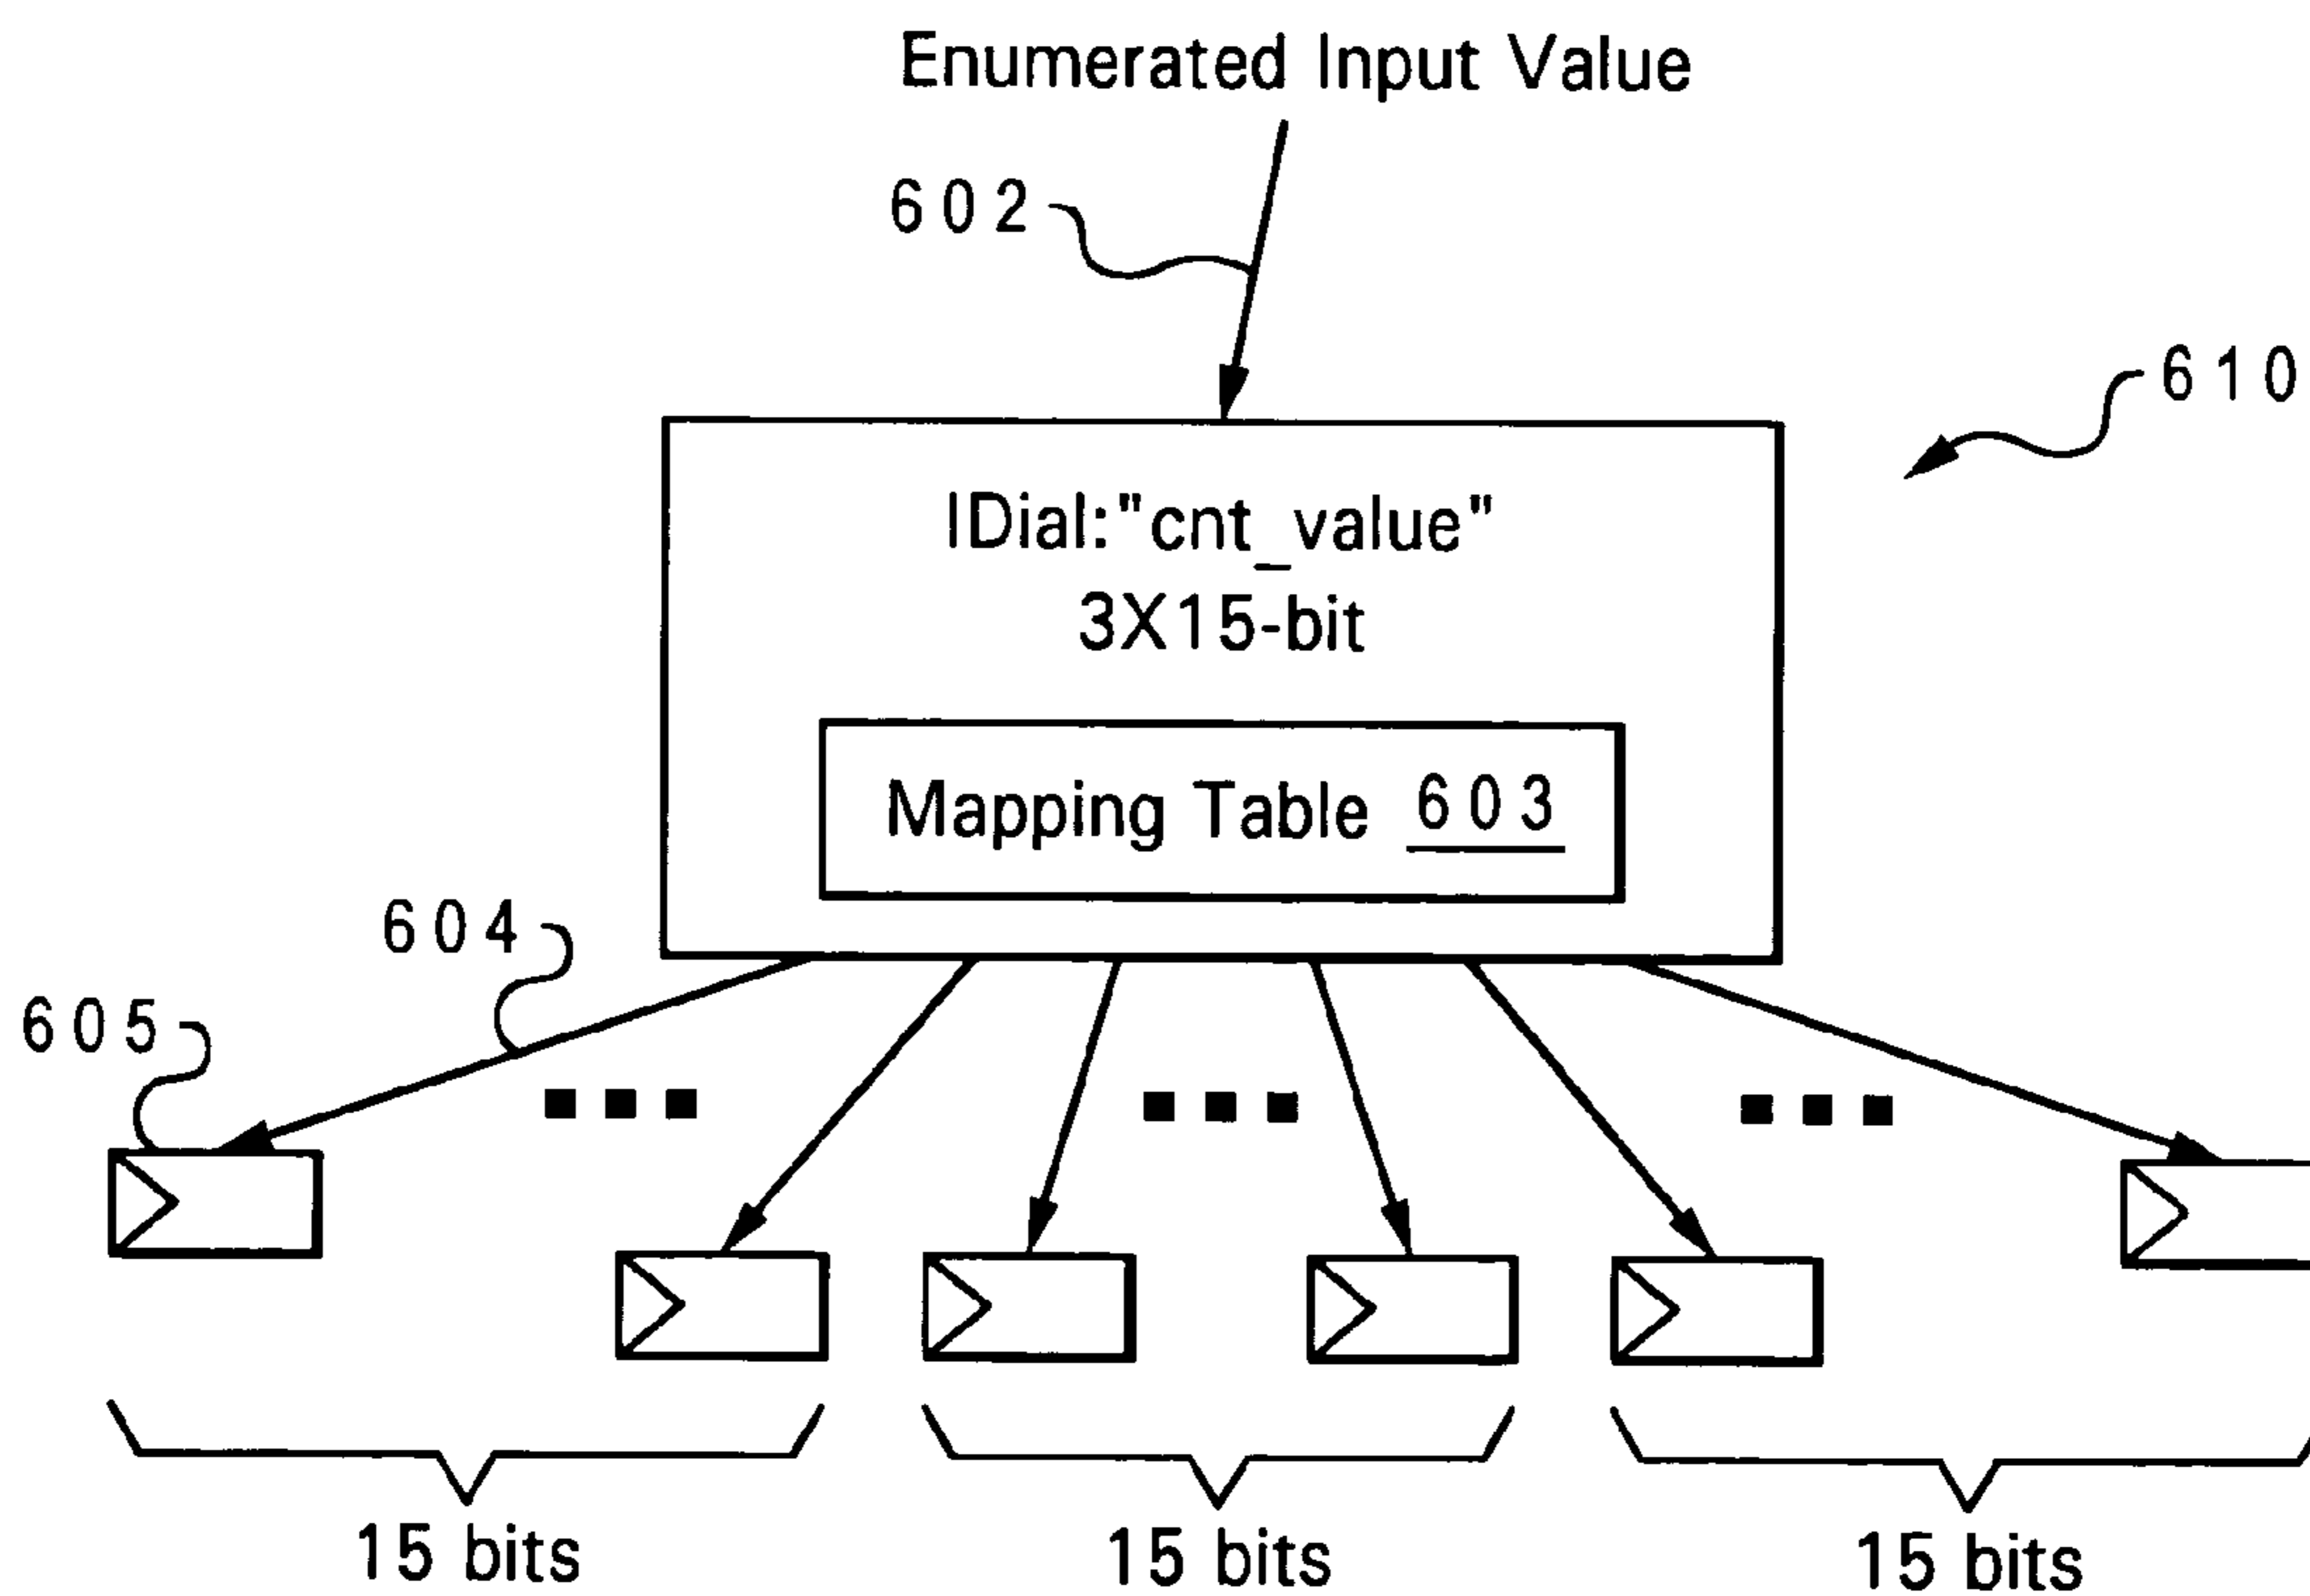 Enumerated Input Value
602
610
IDial:"cnt_value"
3X15-bit
Mapping Table 603
604
605
15 bits 15 bits 15 bits